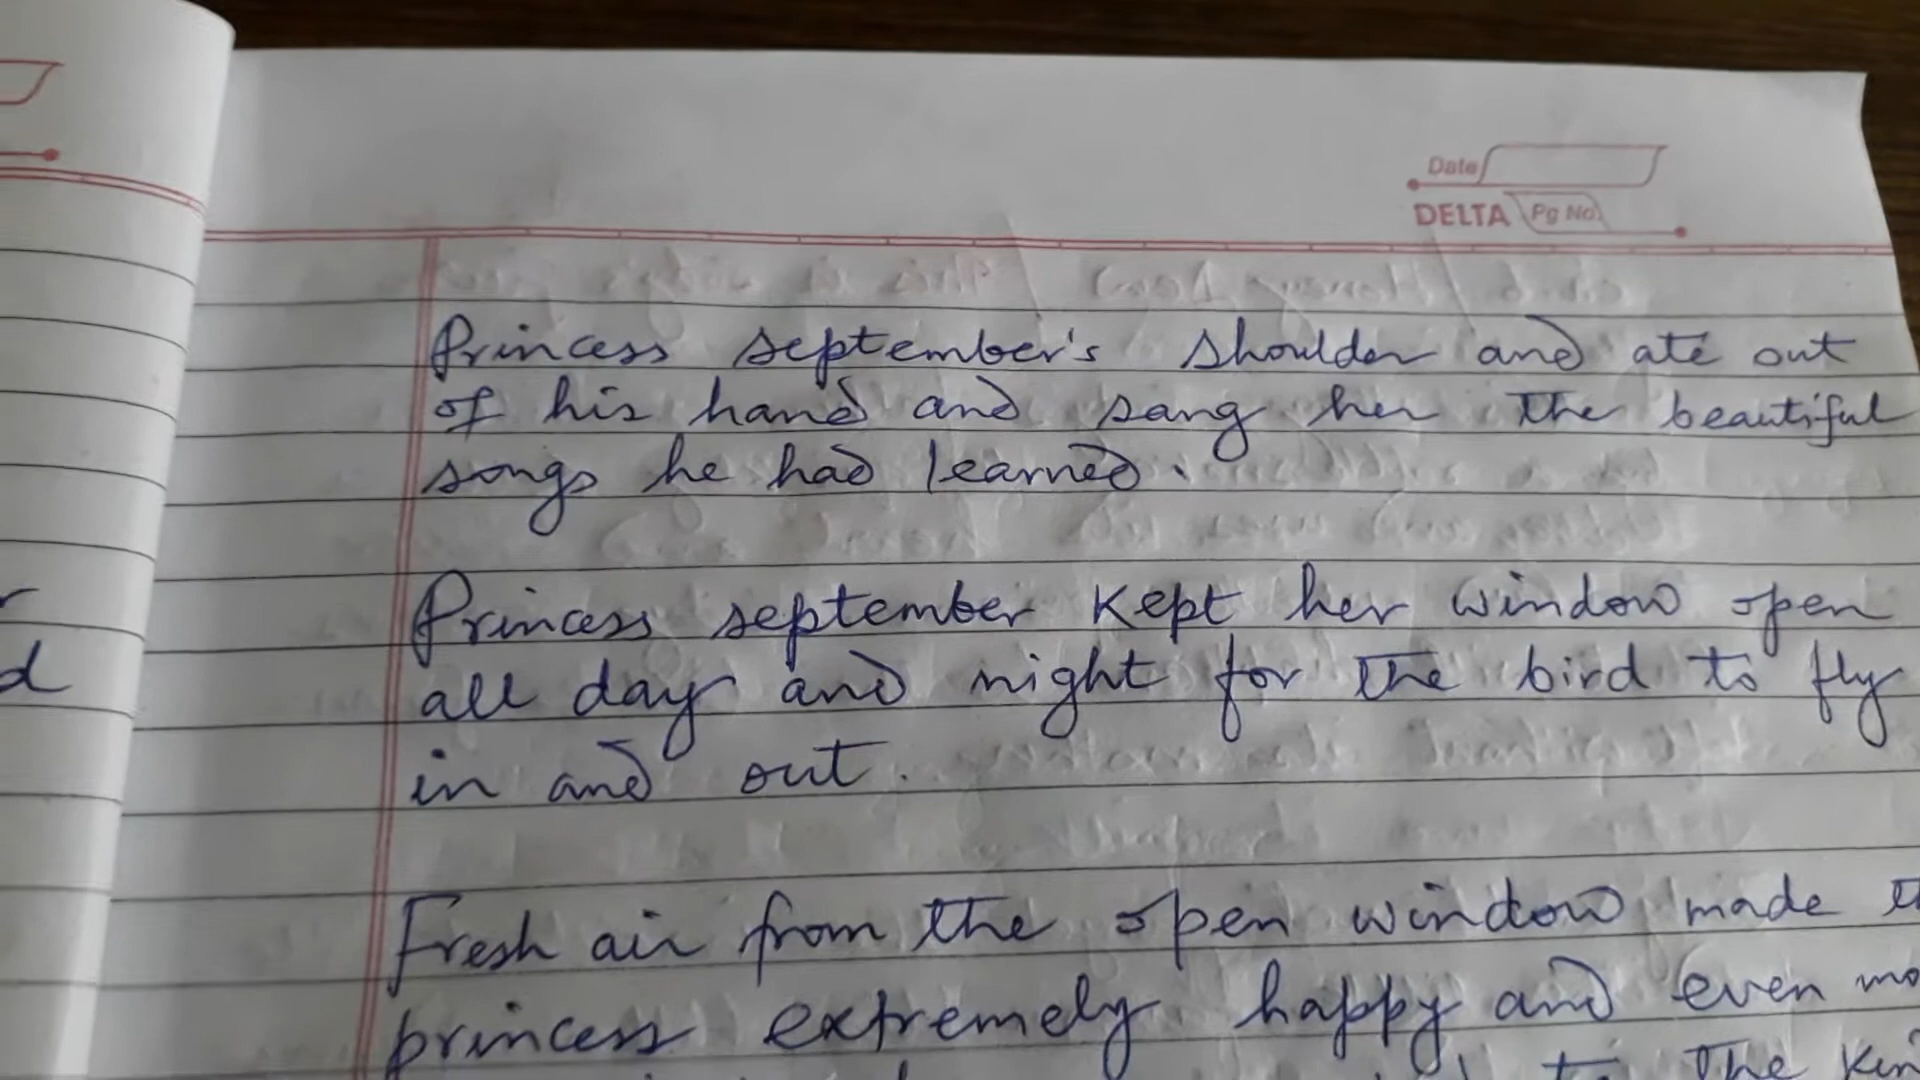 Date
DELTA Pg No.
Princess september's shoulder and ate out
of his hand and sang her the beautiful
songs he had learned.
Princess september kept her window open
all day and night for the bird to fly
in and out.
Fresh air from the open window made
princess extremely happy and even
to the
d